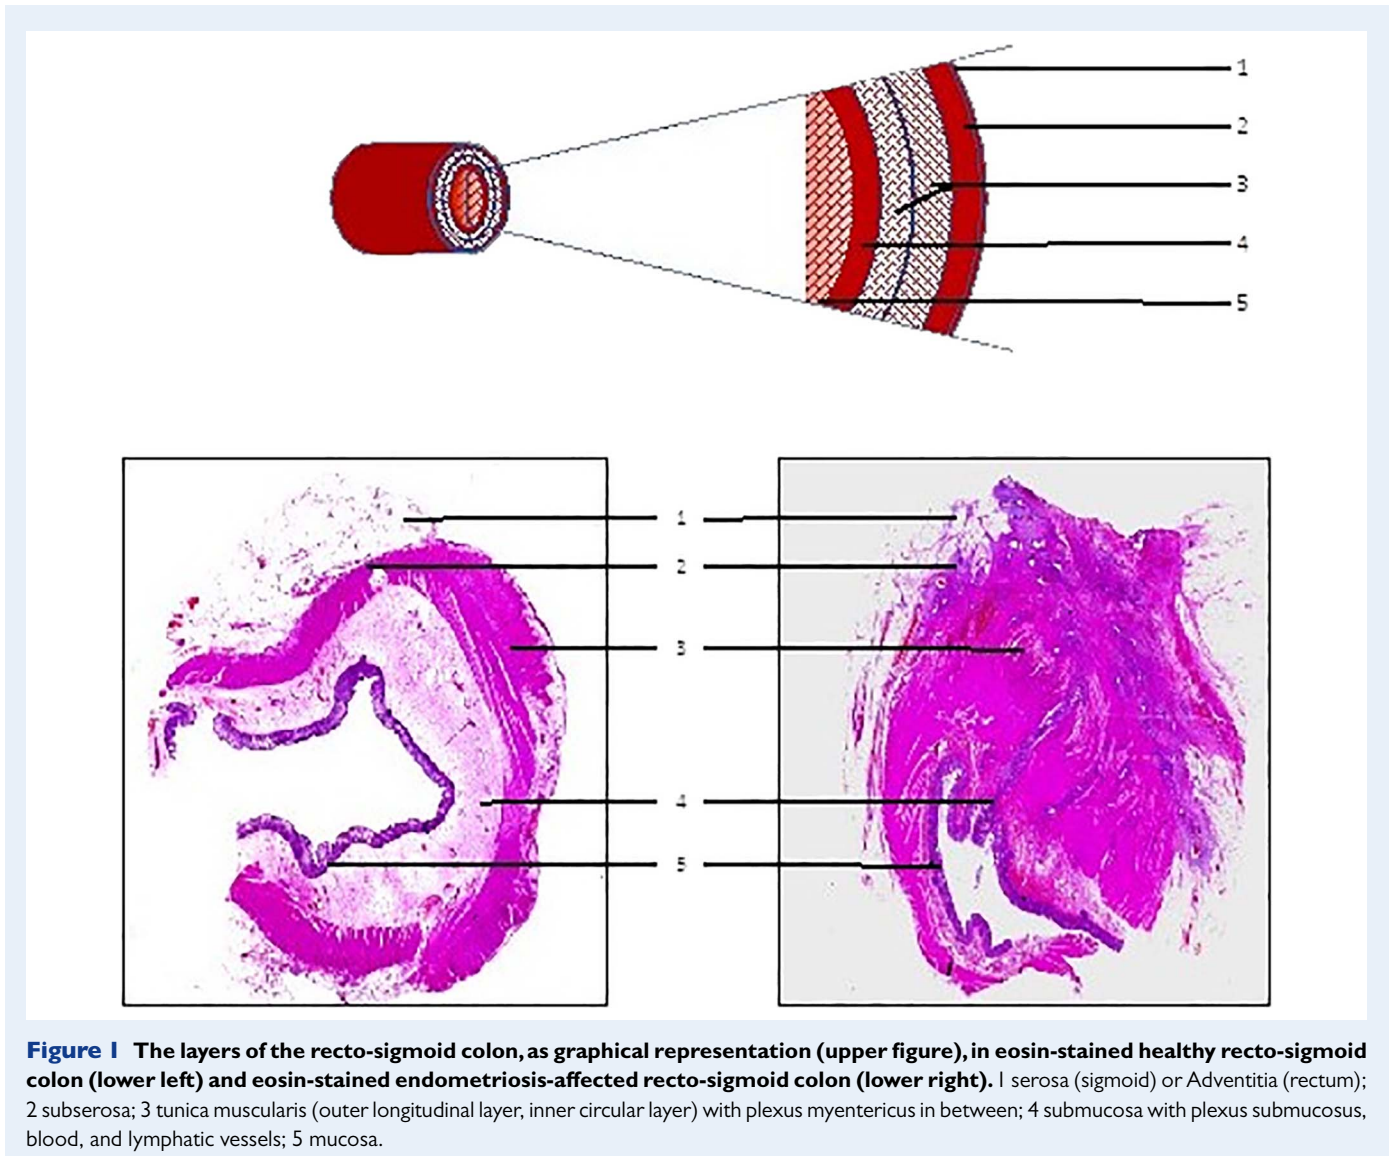 1
2
3
4
5
1
2
3
4
5
Figure 1 The layers of the recto-sigmoid colon, as graphical representation (upper figure), in eosin-stained healthy recto-sigmoid
colon (lower left) and eosin-stained endometriosis-affected recto-sigmoid colon (lower right). 1 serosa (sigmoid) or Adventitia (rectum);
2 subserosa; 3 tunica muscularis (outer longitudinal layer, inner circular layer) with plexus myentericus in between; 4 submucosa with plexus submucosus,
blood, and lymphatic vessels; 5 mucosa.